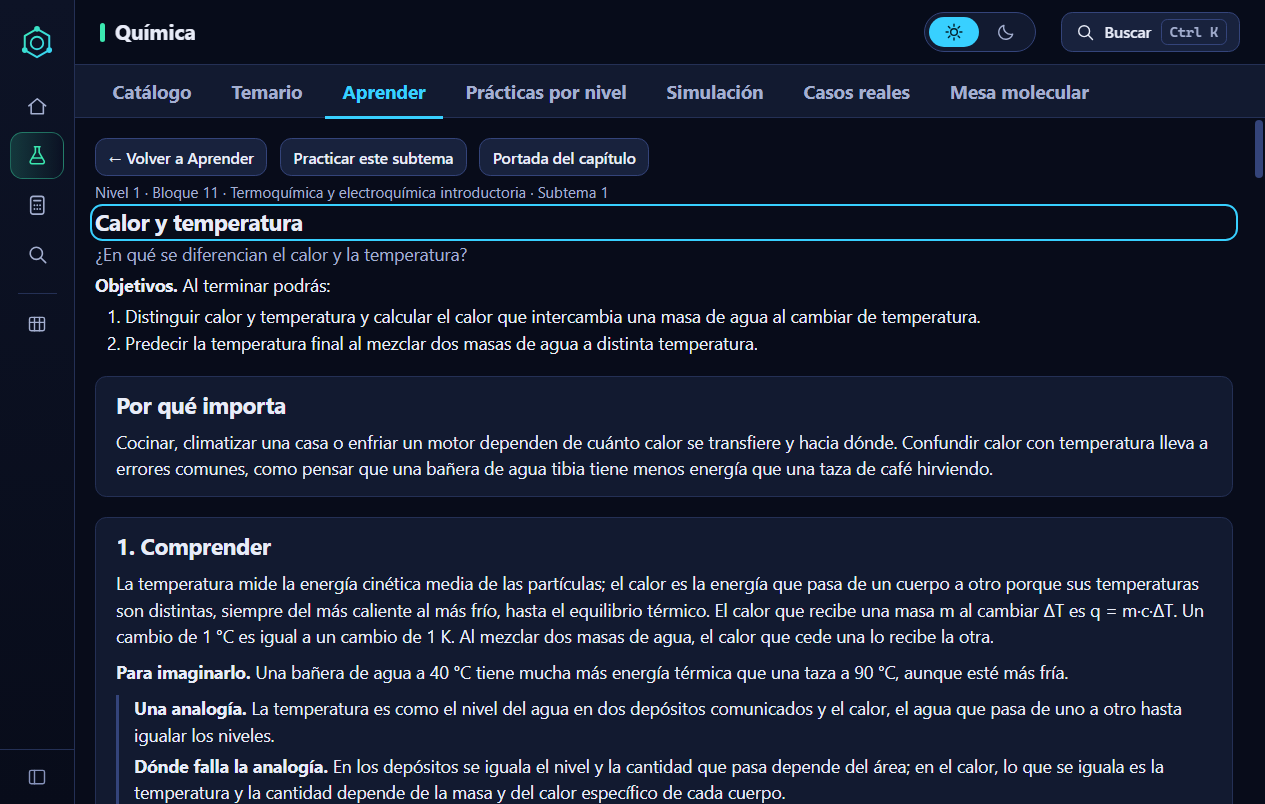 Química
Buscar Ctrl K
Catálogo Temario Aprender Prácticas por nivel Simulación Casos reales Mesa molecular
← Volver a Aprender Practicar este subtema Portada del capítulo
Nivel 1 · Bloque 11 · Termoquímica y electroquímica introductoria · Subtema 1
Calor y temperatura
¿En qué se diferencian el calor y la temperatura?
Objetivos. Al terminar podrás:
1. Distinguir calor y temperatura y calcular el calor que intercambia una masa de agua al cambiar de temperatura.
2. Predecir la temperatura final al mezclar dos masas de agua a distinta temperatura.
Por qué importa
Cocinar, climatizar una casa o enfriar un motor dependen de cuánto calor se transfiere y hacia dónde. Confundir calor con temperatura lleva a
errores comunes, como pensar que una bañera de agua tibia tiene menos energía que una taza de café hirviendo.
1. Comprender
La temperatura mide la energía cinética media de las partículas; el calor es la energía que pasa de un cuerpo a otro porque sus temperaturas
son distintas, siempre del más caliente al más frío, hasta el equilibrio térmico. El calor que recibe una masa m al cambiar ΔT es q = m·c·ΔT. Un
cambio de 1 °C es igual a un cambio de 1 K. Al mezclar dos masas de agua, el calor que cede una lo recibe la otra.
Para imaginarlo. Una bañera de agua a 40 °C tiene mucha más energía térmica que una taza a 90 °C, aunque esté más fría.
Una analogía. La temperatura es como el nivel del agua en dos depósitos comunicados y el calor, el agua que pasa de uno a otro hasta
igualar los niveles.
Dónde falla la analogía. En los depósitos se iguala el nivel y la cantidad que pasa depende del área; en el calor, lo que se iguala es la
temperatura y la cantidad depende de la masa y del calor específico de cada cuerpo.